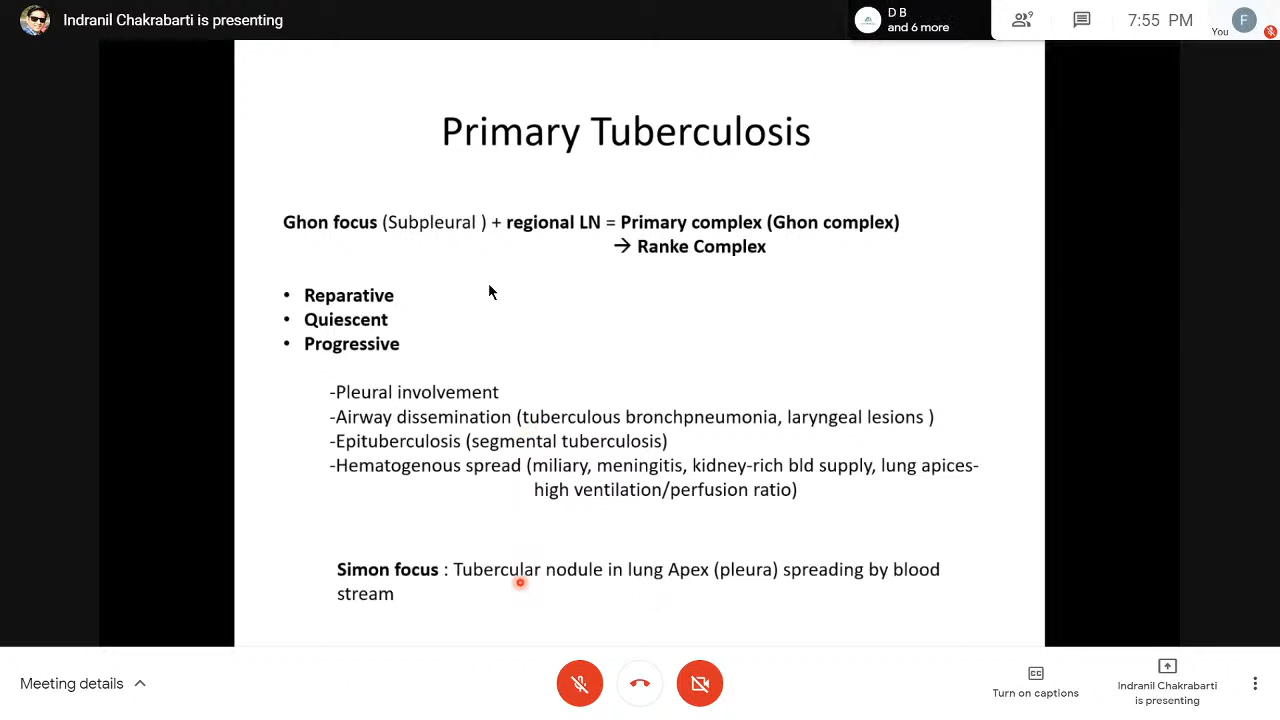 Indranil Chakrabarti is presenting
D B
and 6 more
9
7:55 PM
You
F
Primary Tuberculosis
Ghon focus (Subpleural ) + regional LN = Primary complex (Ghon complex)
→ Ranke Complex
• Reparative
• Quiescent
• Progressive
-Pleural involvement
-Airway dissemination (tuberculous bronchpneumonia, laryngeal lesions )
-Epituberculosis (segmental tuberculosis)
-Hematogenous spread (miliary, meningitis, kidney-rich bld supply, lung apices-
high ventilation/perfusion ratio)
Simon focus : Tubercular nodule in lung Apex (pleura) spreading by blood
stream
Meeting details
CC
Turn on captions
Indranil Chakrabarti
is presenting